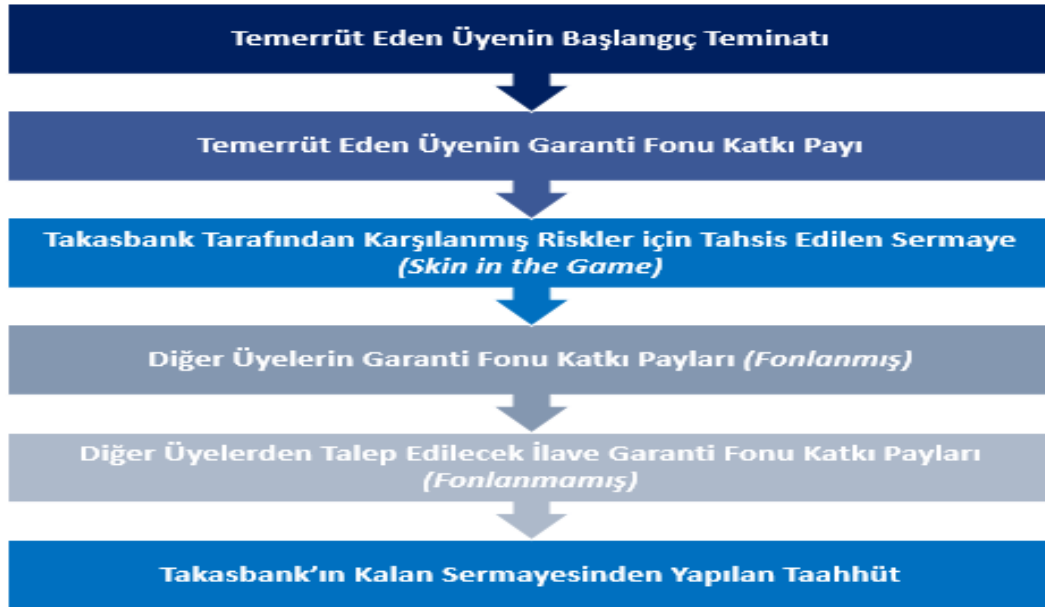 Temerrüt Eden Üyenin Başlangıç Teminatı
Temerrüt Eden Üyenin Garanti Fonu Katkı Payı
Takasbank Tarafından Karşılanmış Riskler için Tahsis Edilen Sermaye
(Skin in the Game)
Diğer Üyelerin Garanti Fonu Katkı Payları (Fonlanmış)
Diğer Üyelerden Talep Edilecek İlave Garanti Fonu Katkı Payları
(Fonlanmamış)
Takasbank'ın Kalan Sermayesinden Yapılan Taahhüt